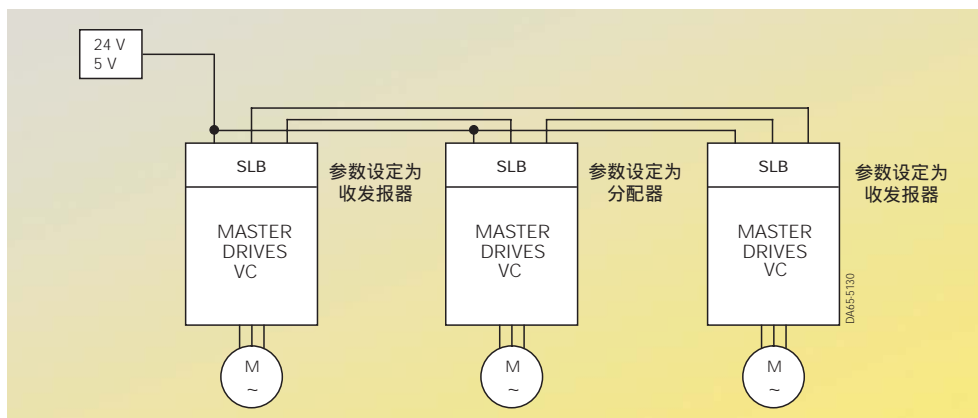 24 V
5 V
SLB
参数设定为
收发报器
MASTER
DRIVES
VC
M
~
SLB
参数设定为
分配器
MASTER
DRIVES
VC
M
~
SLB
参数设定为
收发报器
MASTER
DRIVES
VC
M
~
DA65-5130